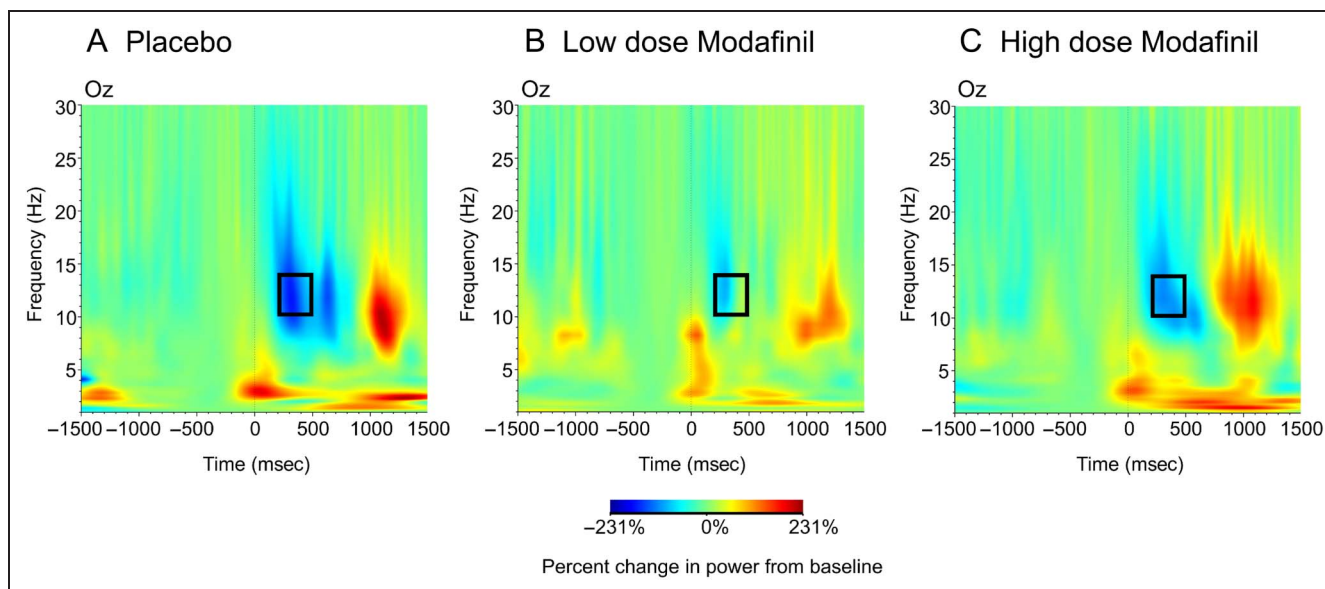 A Placebo
B Low dose Modafinil
C High dose Modafinil
Oz
Oz
Oz
Frequency (Hz)
30
25
20
15
10
5
−1500 −1000 −500 0 500 1000 1500
Time (msec)
Frequency (Hz)
30
25
20
15
10
5
−1500 −1000 −500 0 500 1000 1500
Time (msec)
Frequency (Hz)
30
25
20
15
10
5
−1500 −1000 −500 0 500 1000 1500
Time (msec)
−231% 0% 231%
Percent change in power from baseline